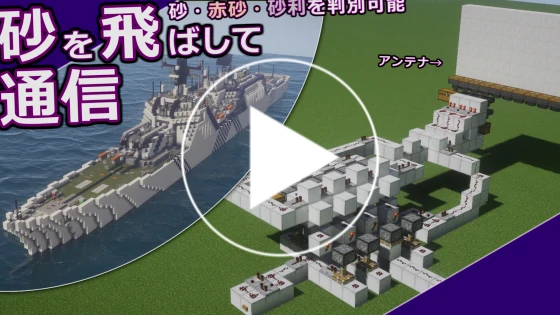 砂・赤砂・砂利を判別可能
砂を飛ばして
通信
アンテナ→